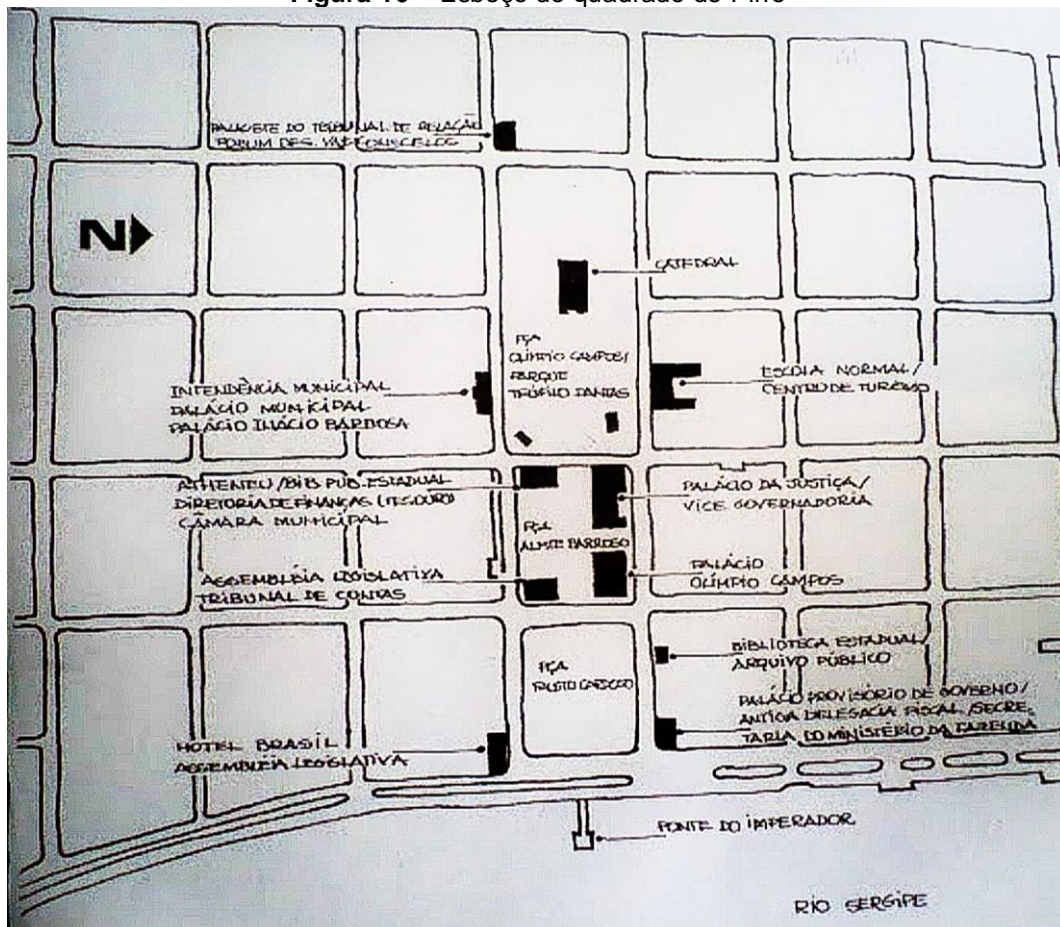 Figura 10 – Esboço do quadrado de Pirro
PALACETE DO TRIBUNAL DE RELAÇÃO
FORUM DES. VASCONSCELOS
N
CATEDRAL
PÇA
OLÍMPIO CAMPOS/
PARQUE
TEÓFILO DANTAS
ESCOLA NORMAL/
CENTRO DE TURISMO
INTENDÊNCIA MUNICIPAL
PALÁCIO MUNICIPAL
PALÁCIO INÁCIO BARBOSA
ATHENEU/BIB. PÚB. ESTADUAL
DIRETORIA DE FINANÇAS (TESOURO)
CÂMARA MUNICIPAL
PALÁCIO DA JUSTIÇA/
VICE GOVERNADORIA
PÇA
ALMTE BARROSO
ASSEMBLÉIA LEGISLATIVA
TRIBUNAL DE CONTAS
PALÁCIO
OLÍMPIO CAMPOS
BIBLIOTECA ESTADUAL/
ARQUIVO PÚBLICO
PÇA
FAUSTO CARDOSO
PALÁCIO PROVISÓRIO DE GOVERNO/
ANTIGA DELEGACIA FISCAL/SECRE-
TARIA DO MINISTÉRIO DA FAZENDA
HOTEL BRASIL
ASSEMBLEIA LEGISLATIVA
PONTE DO IMPERADOR
RIO SERGIPE